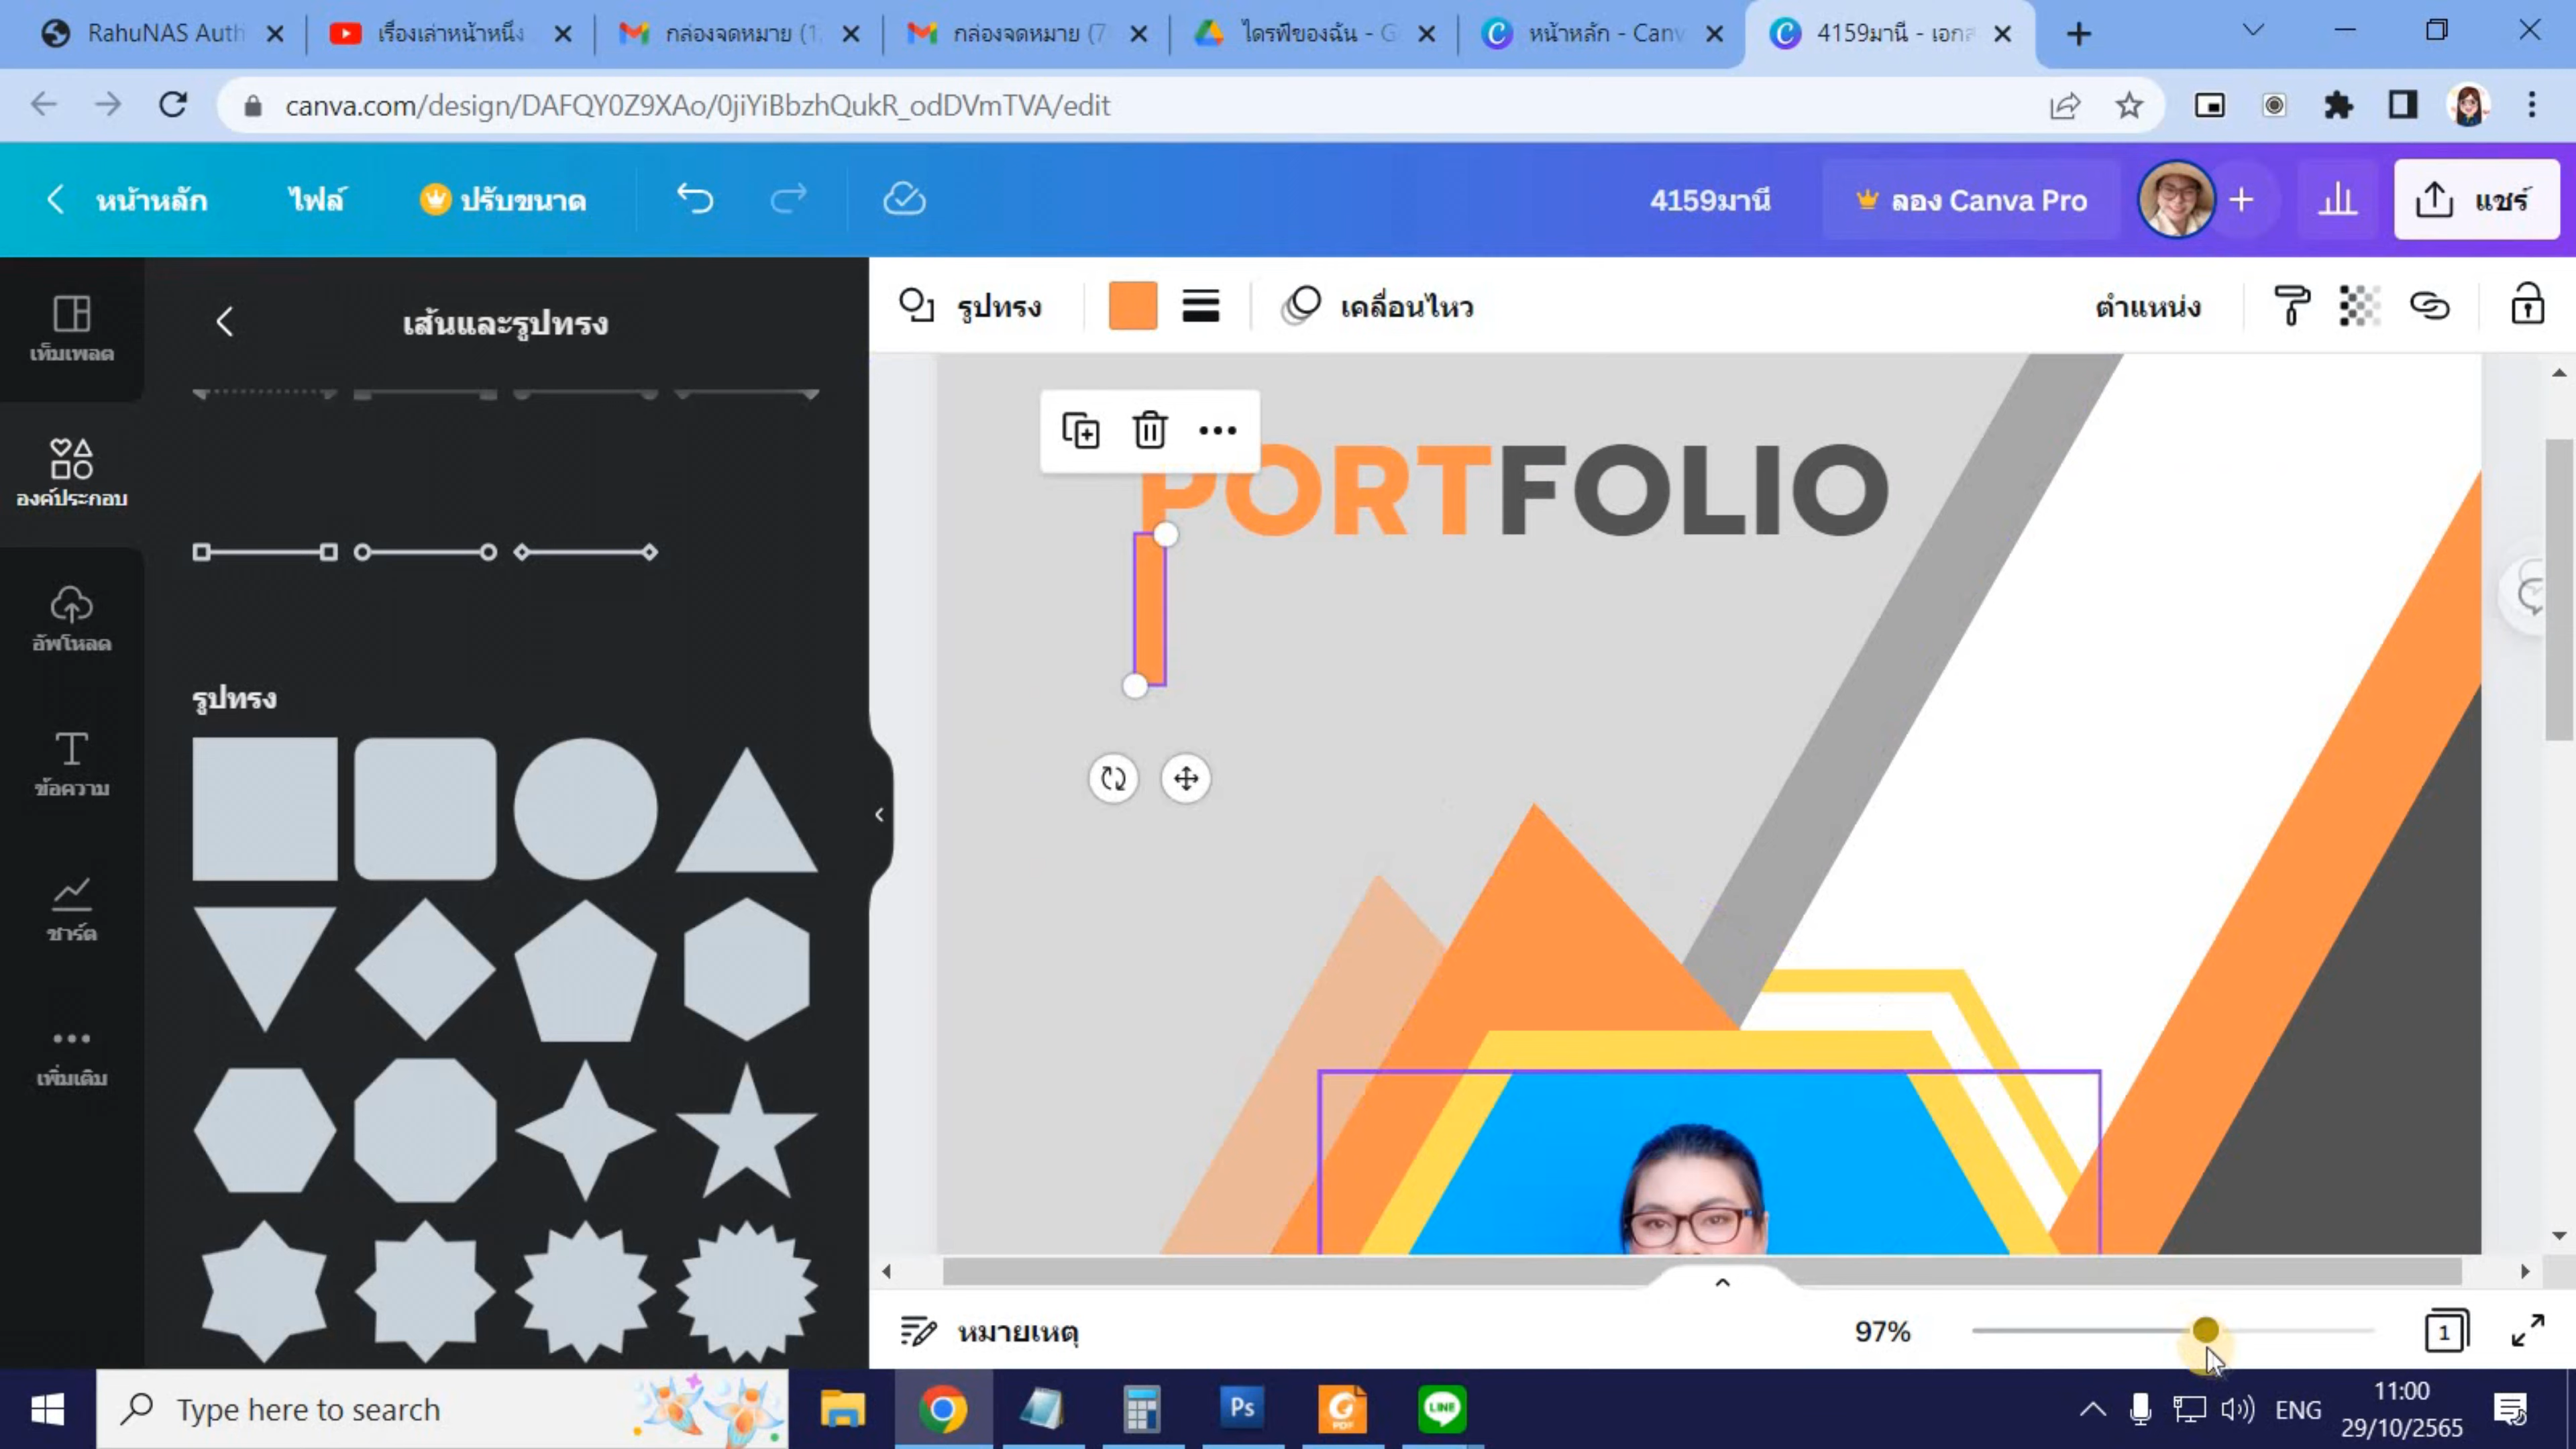 RahuNAS Auth
เรื่องเล่าหน้าหนึ่ง
กล่องจดหมาย (1
กล่องจดหมาย (7
ไดรฟ์ของฉัน - G
หน้าหลัก - Canv
4159มานี - เอกส
canva.com/design/DAFQY0Z9XAo/0jiYiBbzhQukR_odDVmTVA/edit
หน้าหลัก
ไฟล์
ปรับขนาด
4159มานี
ลอง Canva Pro
แชร์
เท็มเพลต
องค์ประกอบ
อัพโหลด
ข้อความ
ชาร์ต
เพิ่มเติม
เส้นและรูปทรง
รูปทรง
รูปทรง
เคลื่อนไหว
ตำแหน่ง
PORTFOLIO
หมายเหตุ
97%
1
Type here to search
Ps
PDF
LINE
ENG
11:00
29/10/2565